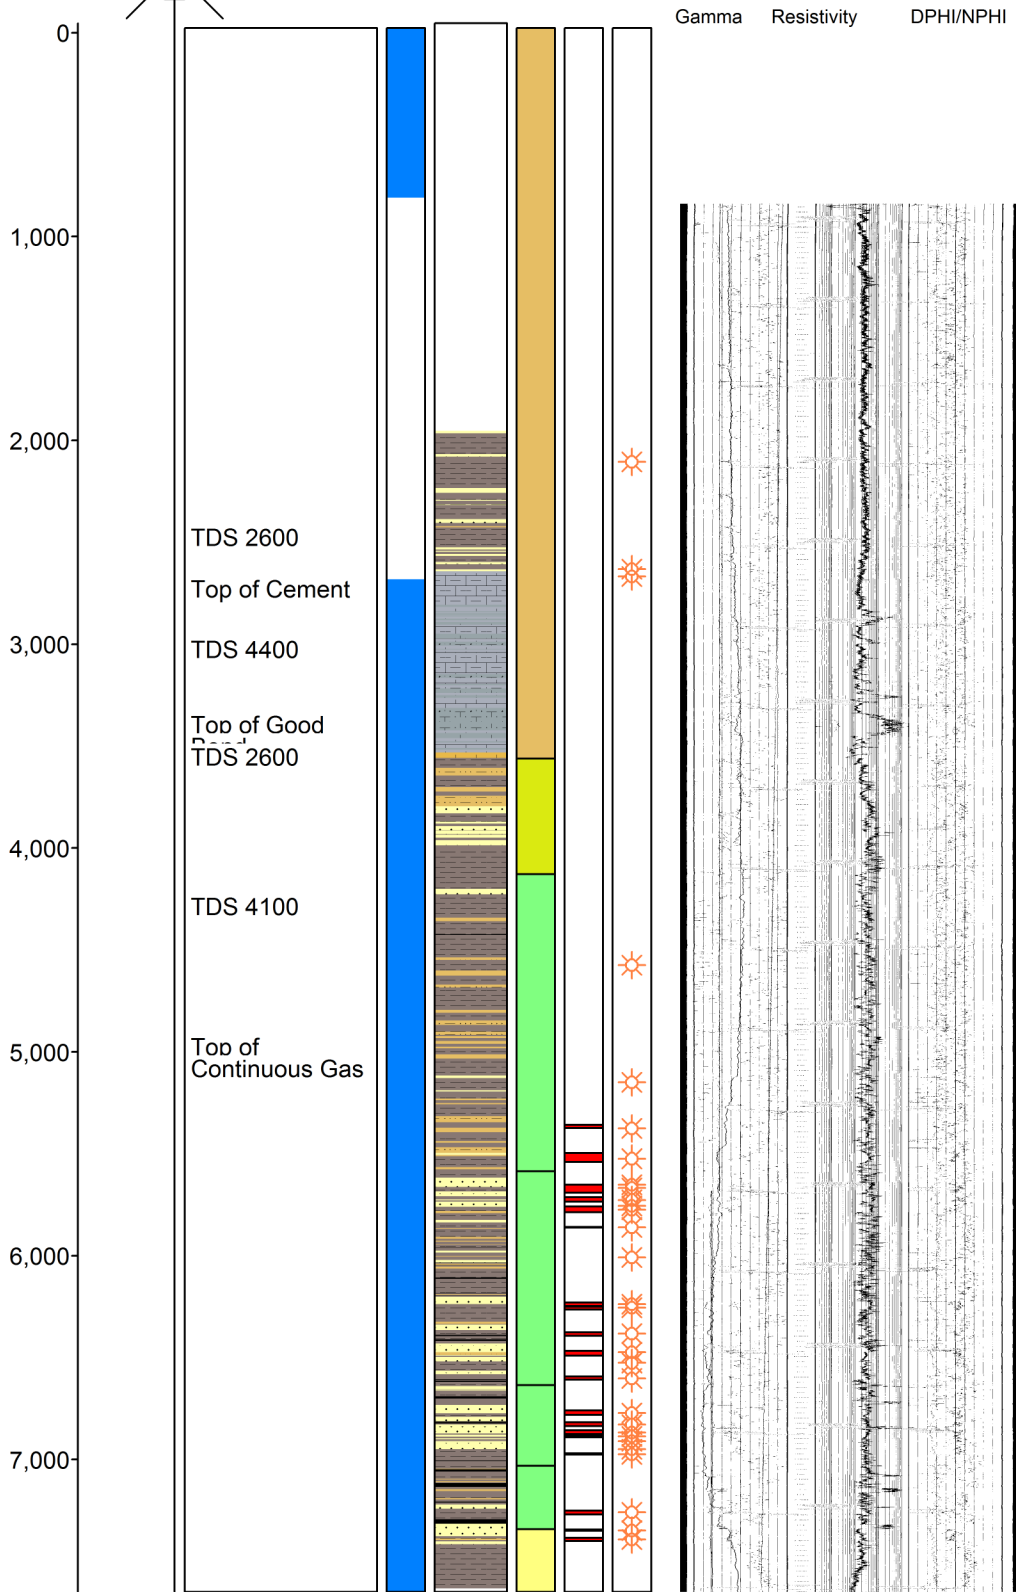 Gamma Resistivity DPHI/NPHI
0
1,000
2,000
TDS 2600
Top of Cement
3,000
TDS 4400
Top of Good
TDS 2600
4,000
TDS 4100
5,000
Top of
Continuous Gas
6,000
7,000